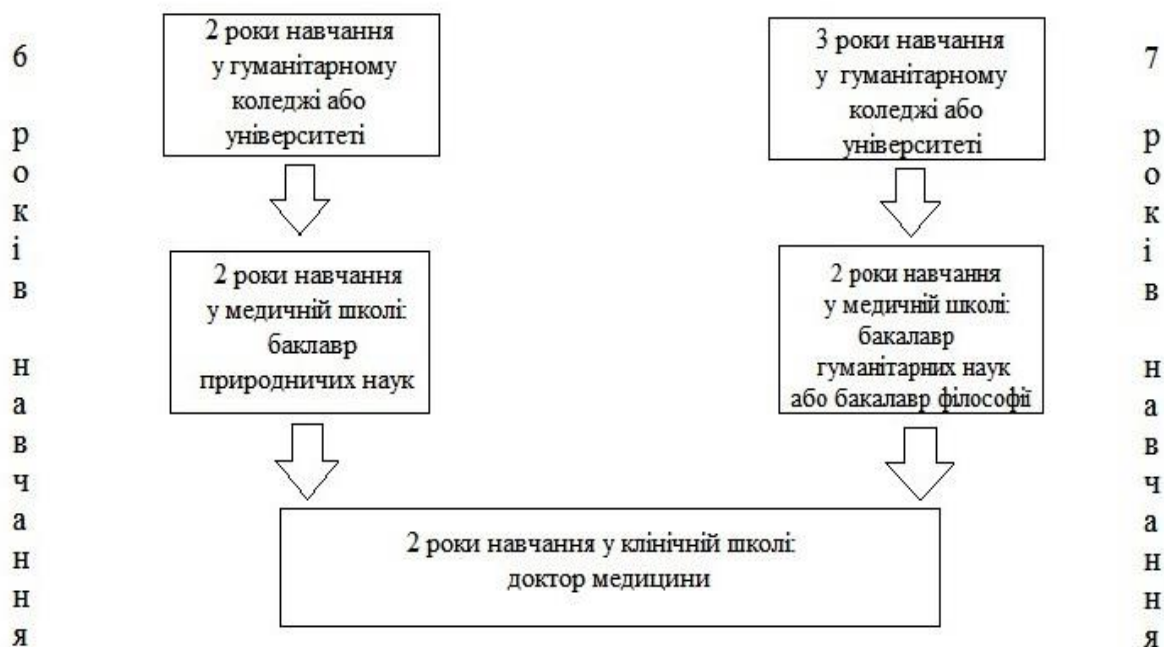 6 років навчання
2 роки навчання
у гуманітарному
коледжі або
університеті
3 роки навчання
у гуманітарному
коледжі або
університеті
7 років навчання
2 роки навчання
у медичній школі:
баклавр
природничих наук
2 роки навчання
у медичній школі:
бакалавр
гуманітарних наук
або бакалавр філософії
2 роки навчання у клінічній школі:
доктор медицини